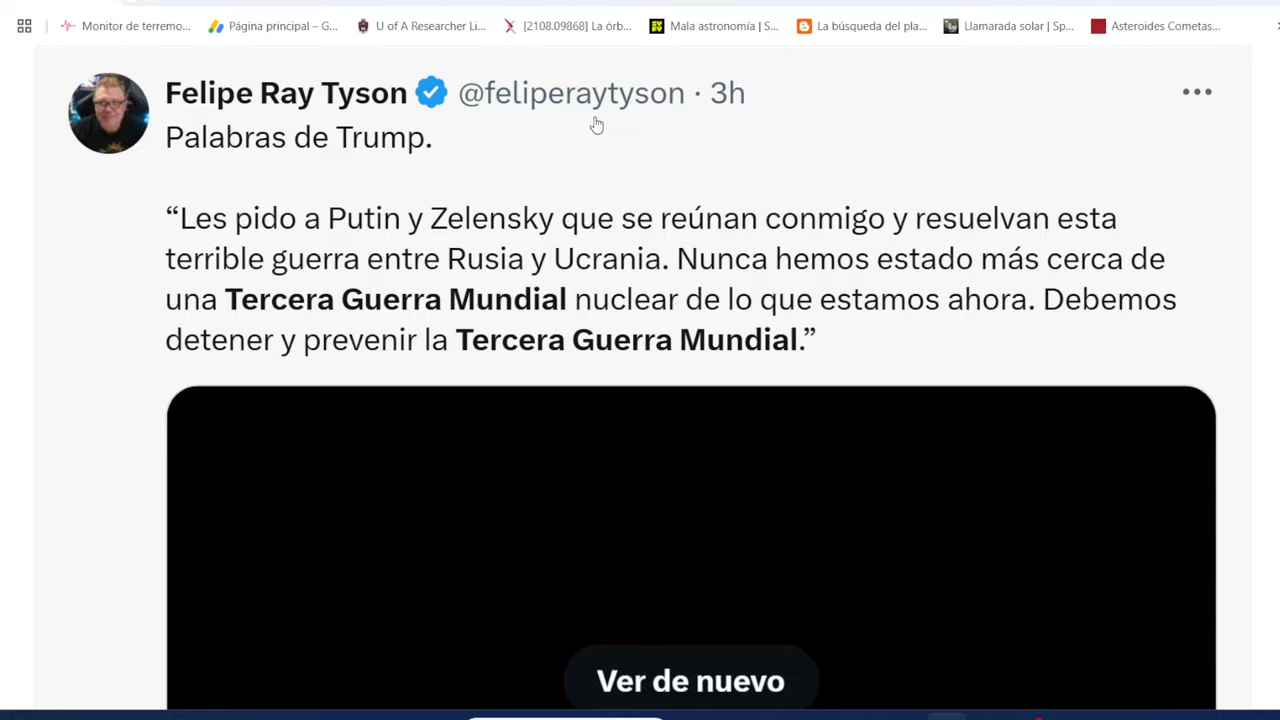 Monitor de terremo...
Página principal – G...
U of A Researcher Li...
[2108.09868] La órb...
Mala astronomía | S...
La búsqueda del pla...
Llamarada solar | Sp...
Asteroides Cometas...
Felipe Ray Tyson @feliperaytyson · 3h
Palabras de Trump.
“Les pido a Putin y Zelensky que se reúnan conmigo y resuelvan esta
terrible guerra entre Rusia y Ucrania. Nunca hemos estado más cerca de
una Tercera Guerra Mundial nuclear de lo que estamos ahora. Debemos
detener y prevenir la Tercera Guerra Mundial.”
Ver de nuevo